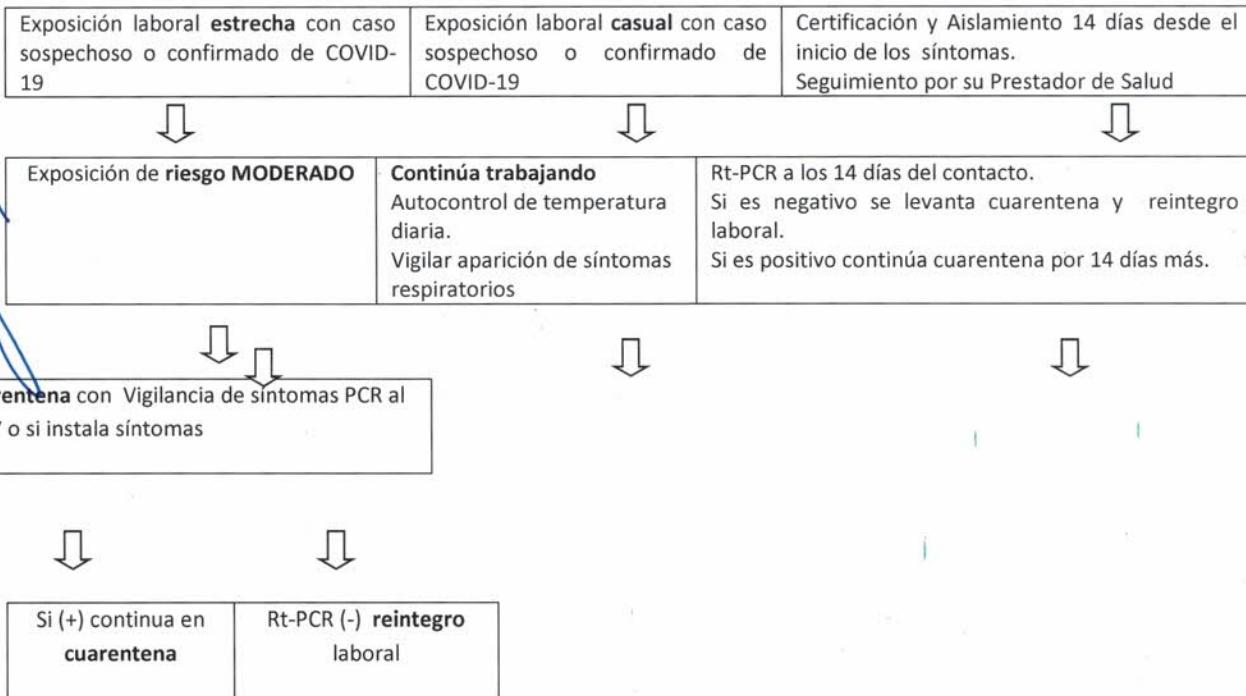 Exposición laboral estrecha con caso
sospechoso o confirmado de COVID-
19
Exposición laboral casual con caso
sospechoso o confirmado de
COVID-19
Certificación y Aislamiento 14 días desde el
inicio de los síntomas.
Seguimiento por su Prestador de Salud
Exposición de riesgo MODERADO
Continúa trabajando
Autocontrol de temperatura
diaria.
Vigilar aparición de síntomas
respiratorios
Rt-PCR a los 14 días del contacto.
Si es negativo se levanta cuarentena y reintegro
laboral.
Si es positivo continúa cuarentena por 14 días más.
rentena con Vigilancia de síntomas PCR al
o si instala síntomas
Si (+) continua en
cuarentena
Rt-PCR (-) reintegro
laboral